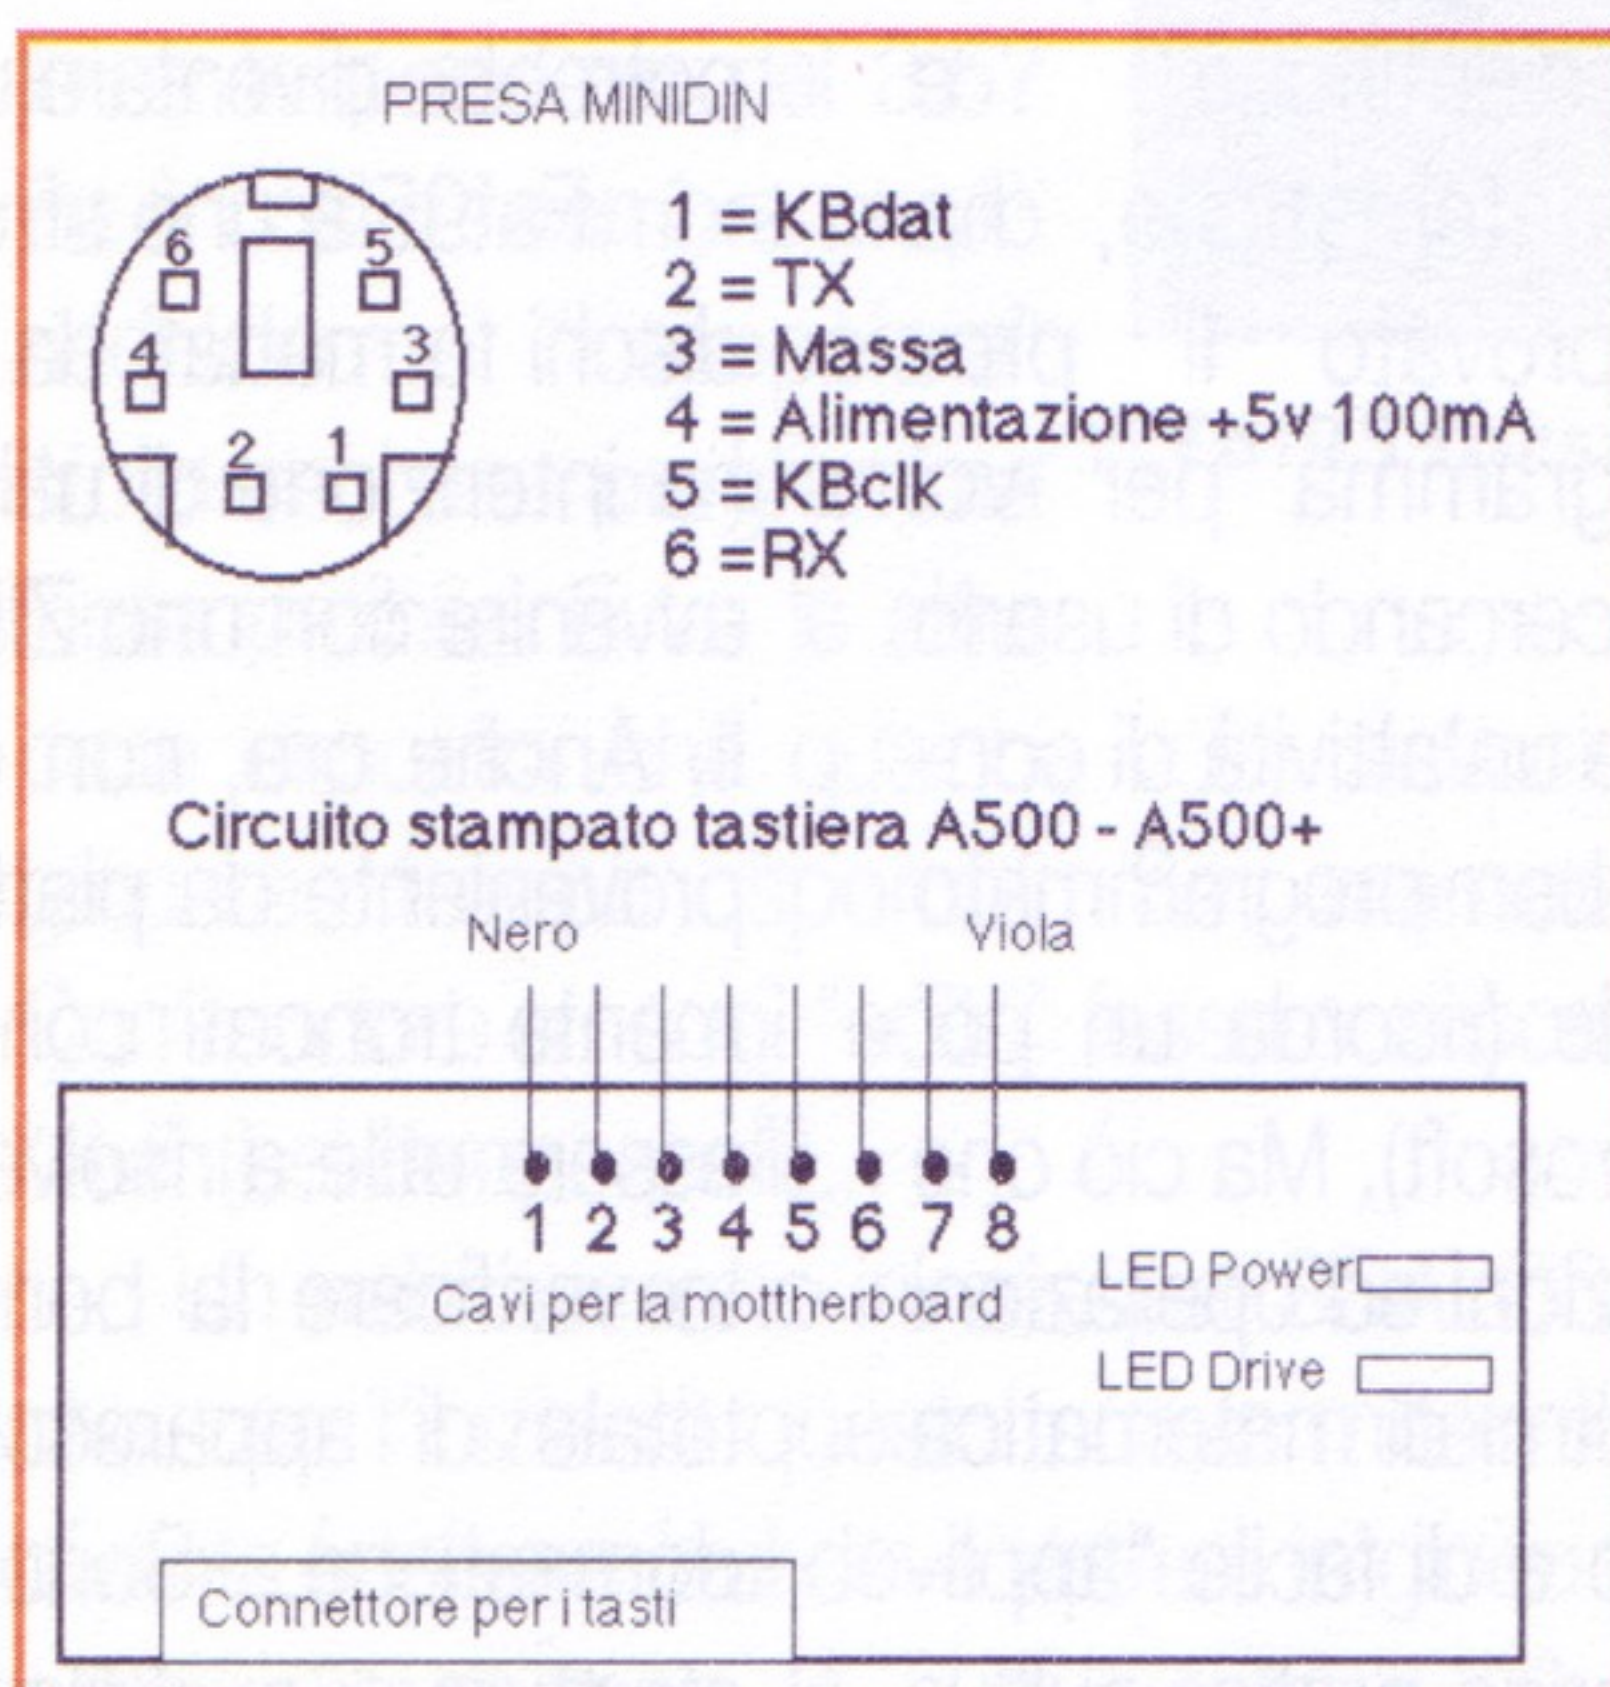 PRESA MINIDIN
6 5
4 3
2 1
1 = KBdat
2 = TX
3 = Massa
4 = Alimentazione +5v 100mA
5 = KBclk
6 =RX
Circuito stampato tastiera A500 - A500+
Nero Viola
1 2 3 4 5 6 7 8
Cavi per la mottherboard
LED Power
LED Drive
Connettore per i tasti